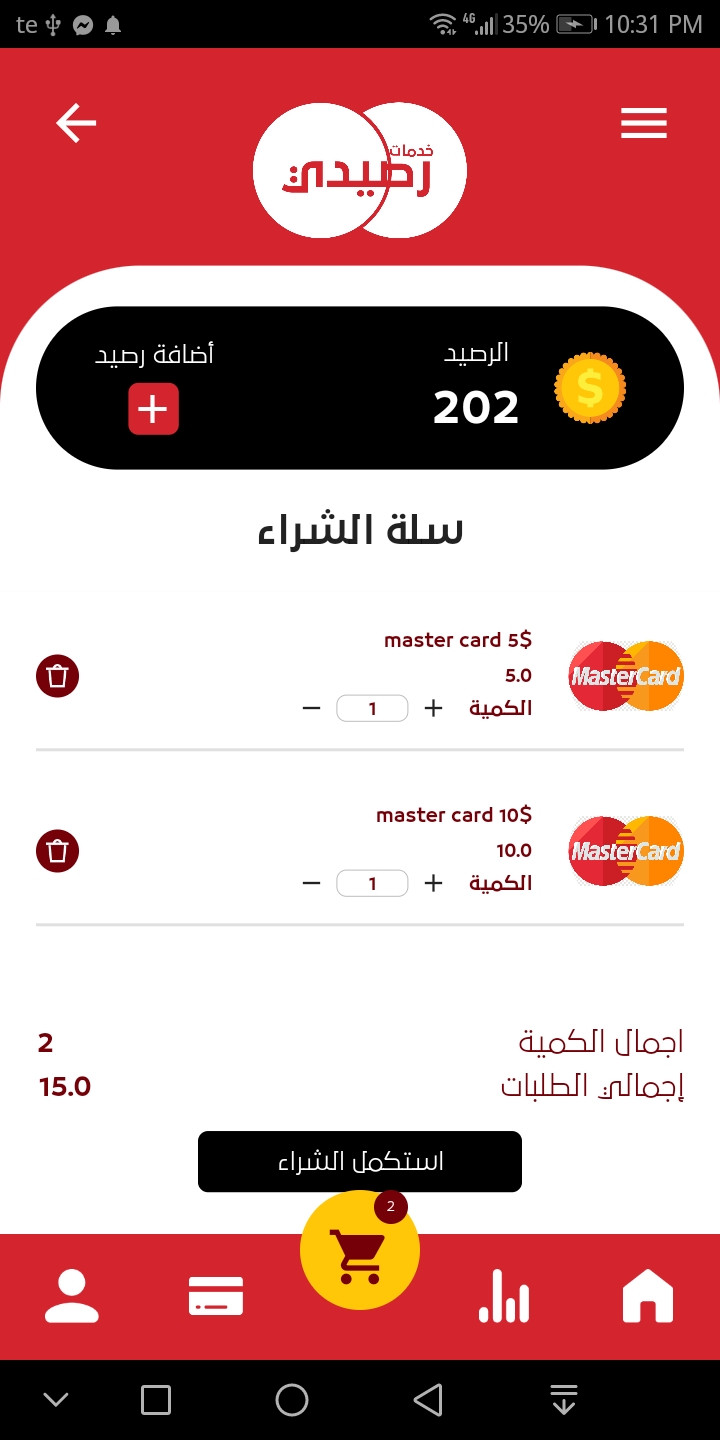 te 4G 35% 10:31 PM
خدمات
رصيدي
الرصيد
202
أضافة رصيد
سلة الشراء
master card 5$
5.0
الكمية 1
MasterCard
master card 10$
10.0
الكمية 1
MasterCard
اجمال الكمية 2
إجمالي الطلبات 15.0
استكمل الشراء
2